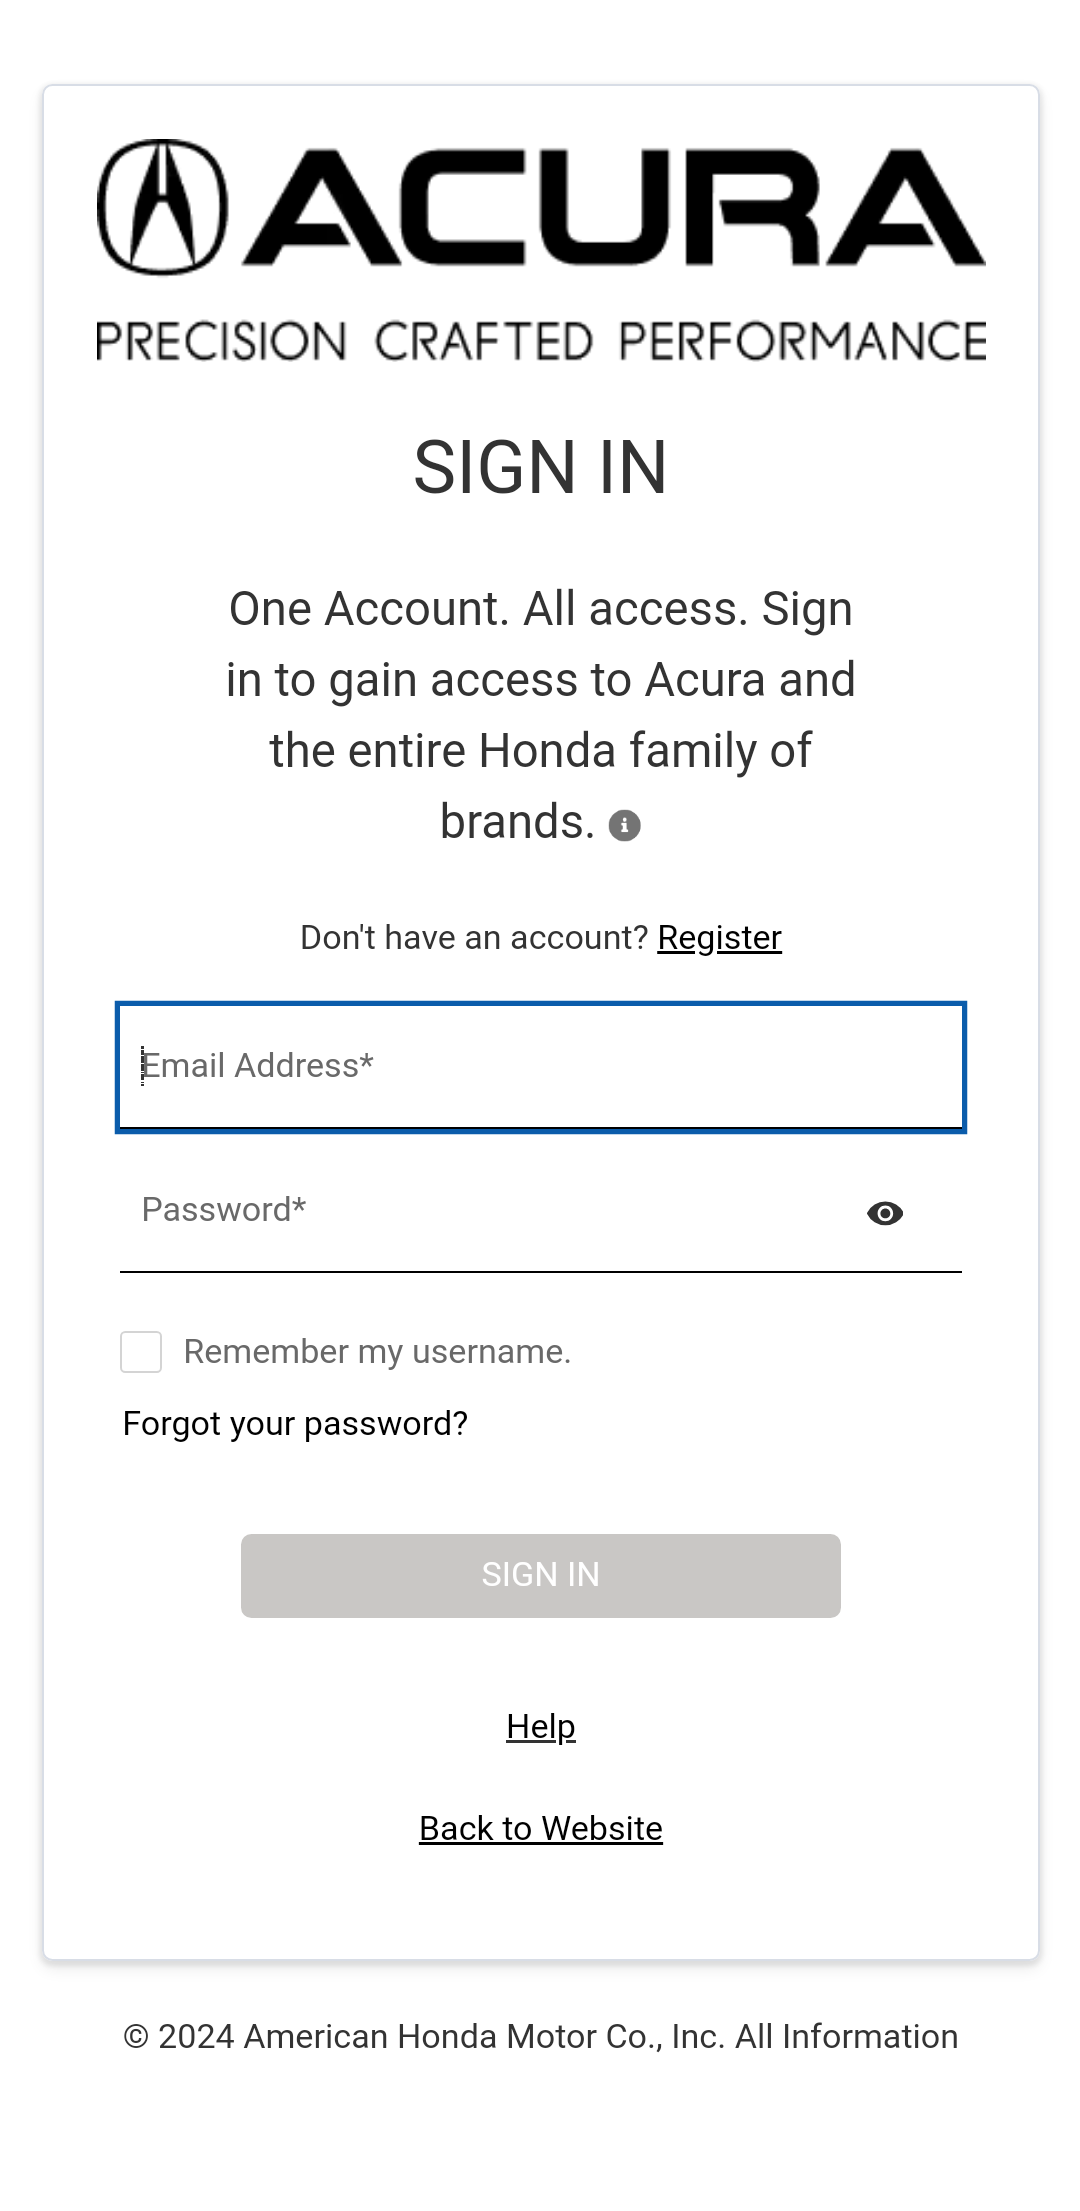 ACURA
PRECISION CRAFTED PERFORMANCE
SIGN IN
One Account. All access. Sign
in to gain access to Acura and
the entire Honda family of
brands.
Don't have an account? Register
Email Address*
Password*
Remember my username.
Forgot your password?
SIGN IN
Help
Back to Website
© 2024 American Honda Motor Co., Inc. All Information